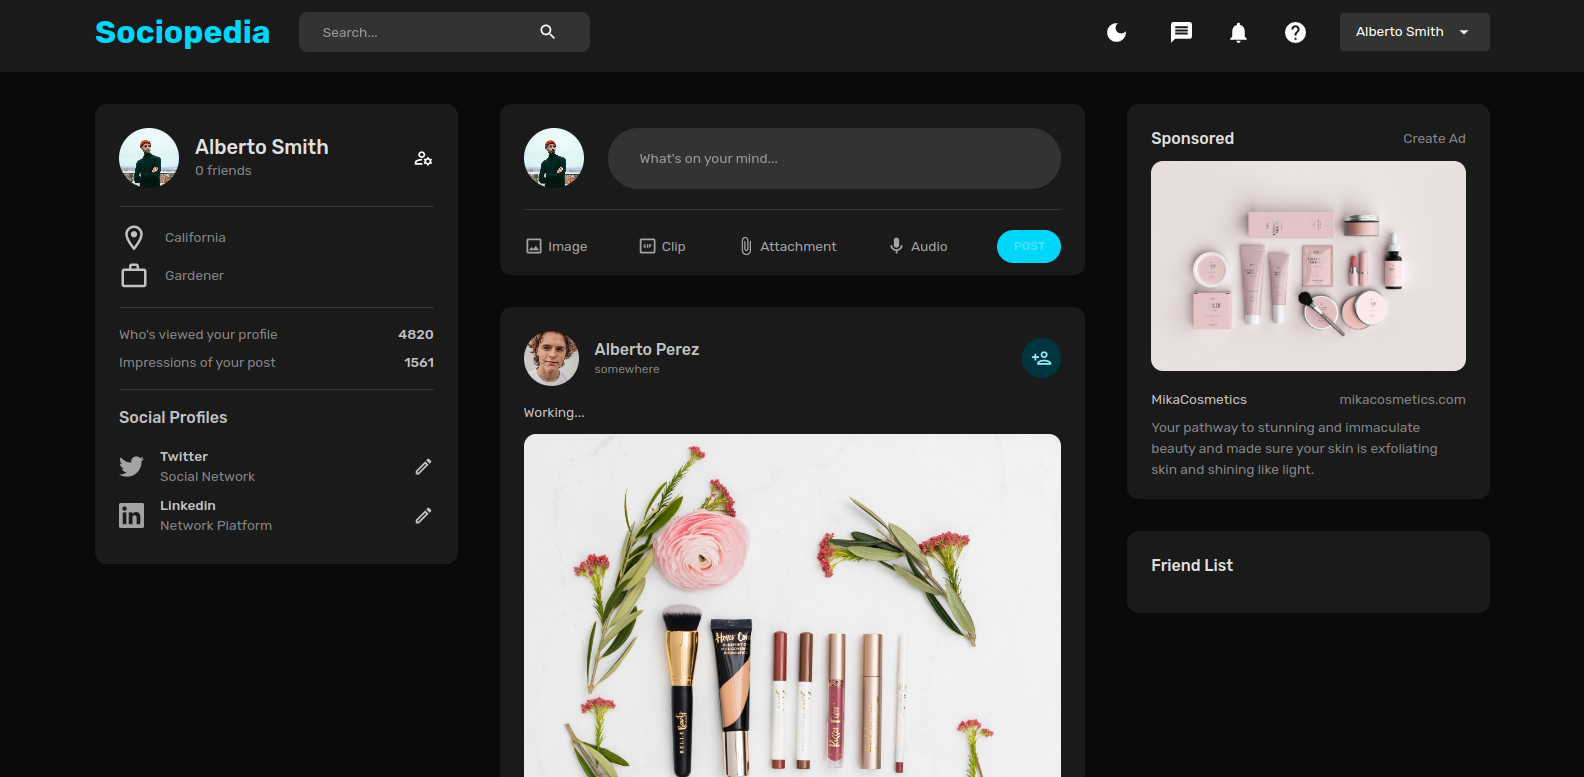 Sociopedia
Search...
Alberto Smith
Alberto Smith
0 friends
California
Gardener
Who's viewed your profile 4820
Impressions of your post 1561
Social Profiles
Twitter
Social Network
Linkedin
Network Platform
What's on your mind...
Image Clip Attachment Audio POST
Alberto Perez
somewhere
Working...
Sponsored Create Ad
MikaCosmetics mikacosmetics.com
Your pathway to stunning and immaculate
beauty and made sure your skin is exfoliating
skin and shining like light.
Friend List